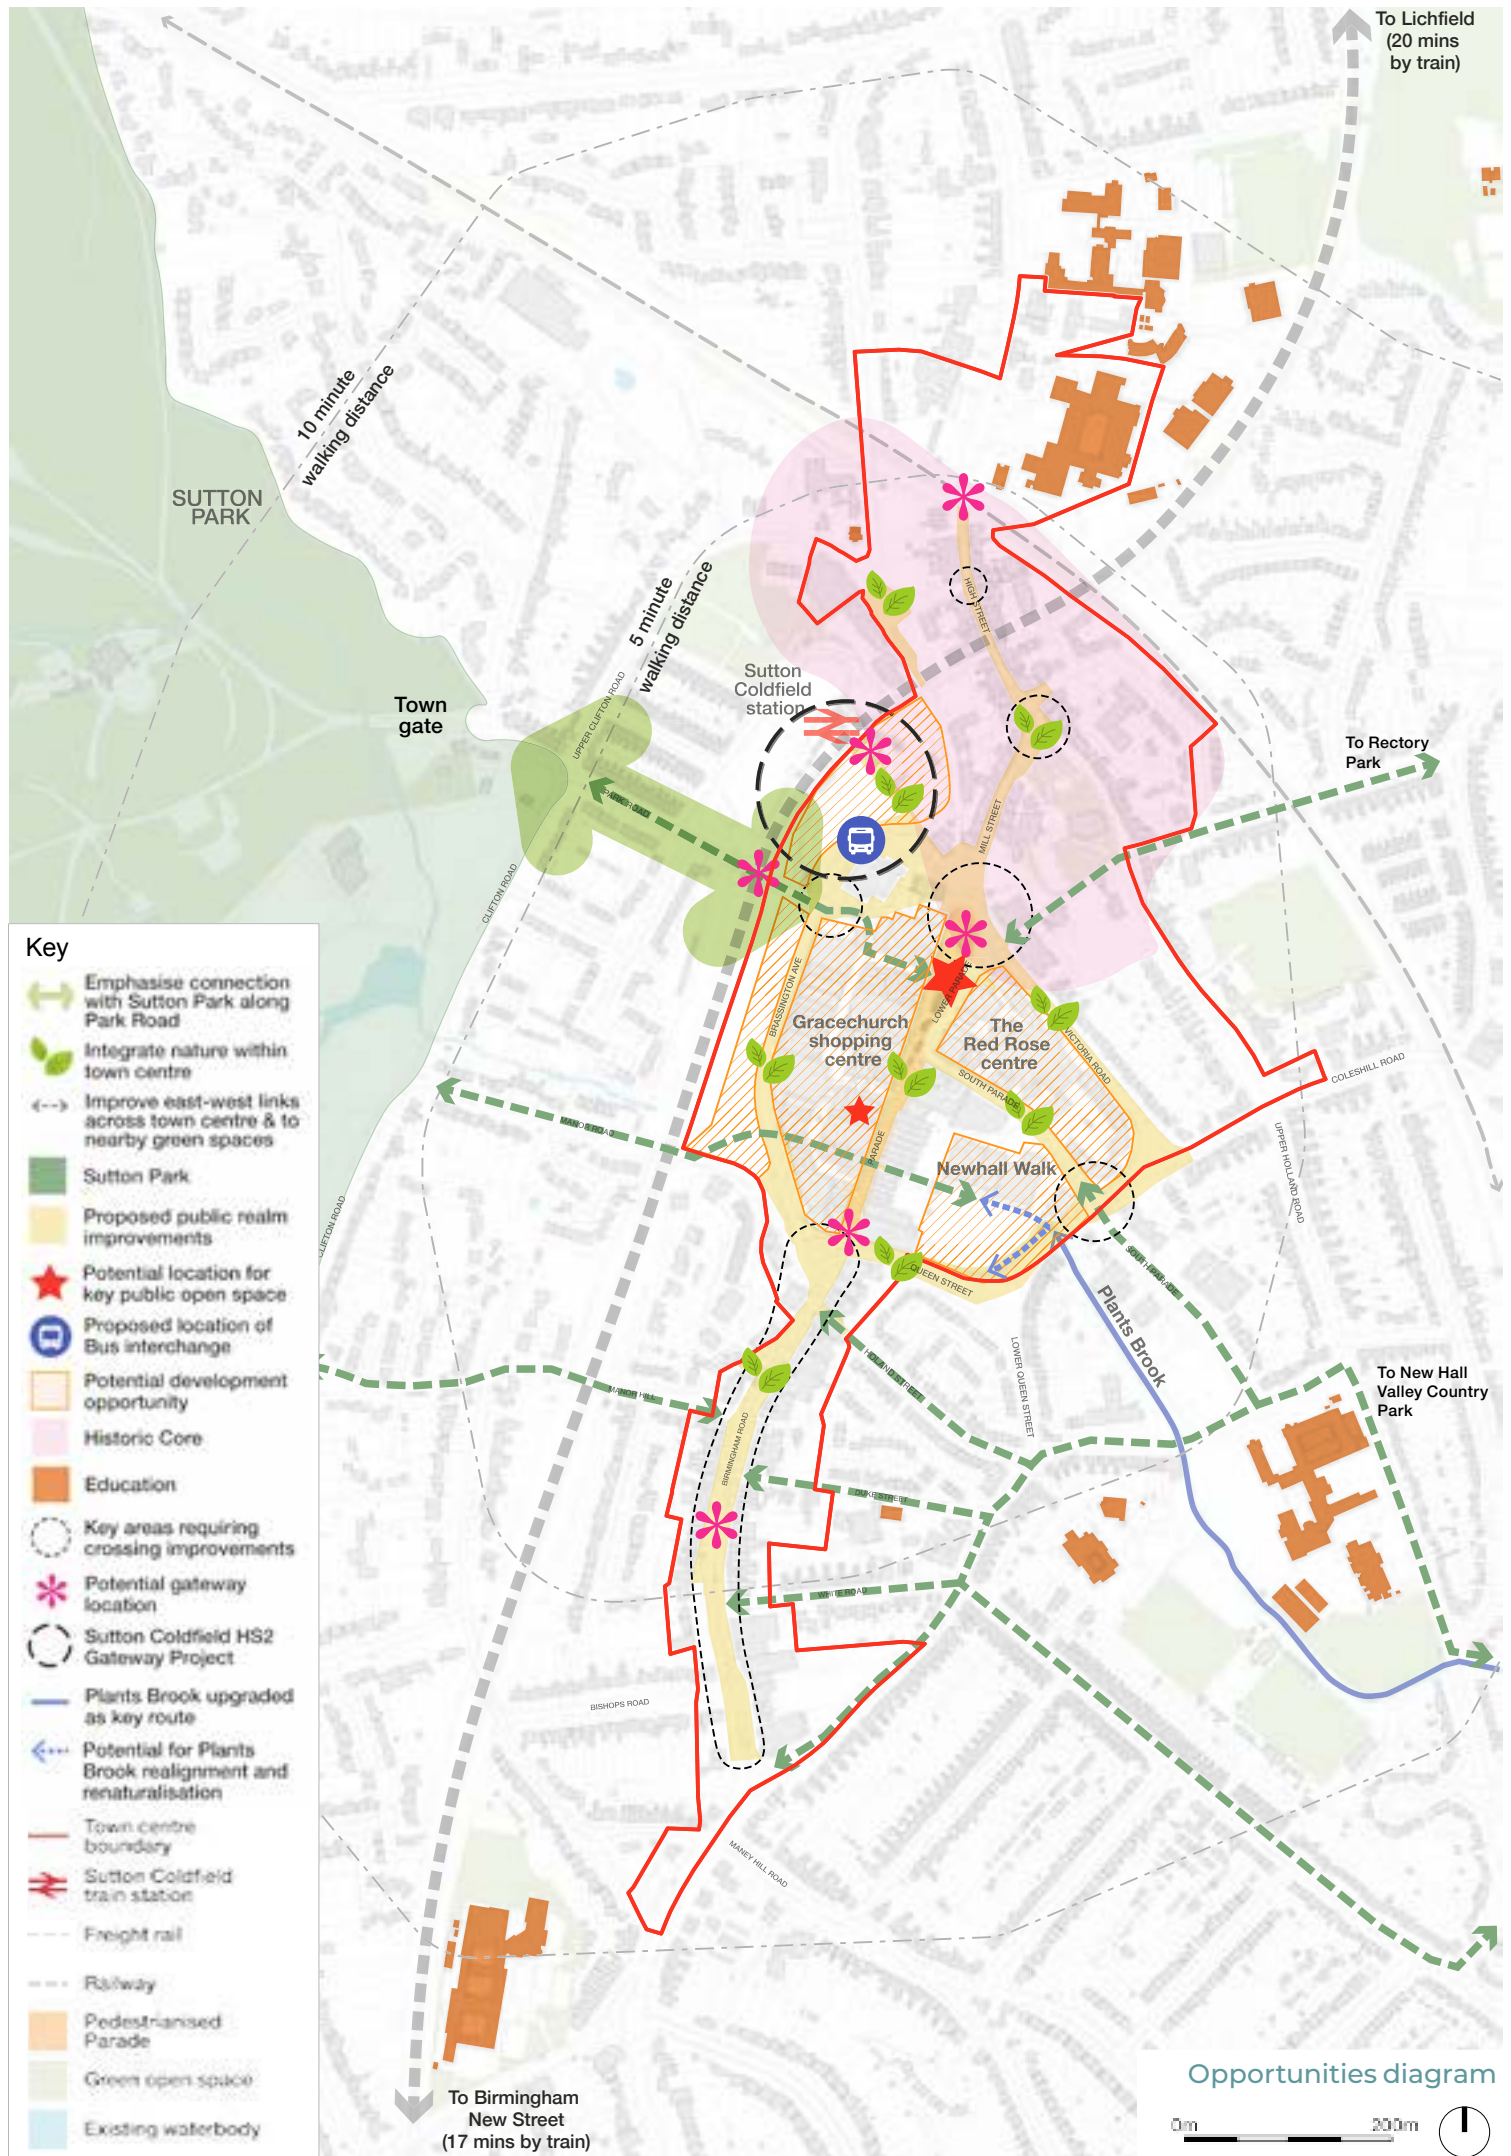 To Lichfield
(20 mins
by train)
10 minute
walking distance
SUTTON
PARK
5 minute
walking distance
HIGH STREET
Sutton
Coldfield
station
Town
gate
UPPER CLIFTON ROAD
PARK ROAD
To Rectory
Park
MILL STREET
CLIFTON ROAD
BRASSINGTON AVE
LOWER PARADE
Gracechurch
shopping
centre
The
Red Rose
centre
VICTORIA ROAD
SOUTH PARADE
COLESHILL ROAD
MANOR ROAD
PARADE
Newhall Walk
UPPER HOLLAND ROAD
CLIFTON ROAD
QUEEN STREET
SOUTH PARADE
Plants Brook
LOWER QUEEN STREET
HOLAND STREET
MANOR HILL
To New Hall
Valley Country
Park
BIRMINGHAM ROAD
DUKE STREET
WHITE ROAD
BISHOPS ROAD
MANEY HILL ROAD
To Birmingham
New Street
(17 mins by train)
Key
Emphasise connection
with Sutton Park along
Park Road
Integrate nature within
town centre
Improve east-west links
across town centre & to
nearby green spaces
Sutton Park
Proposed public realm
improvements
Potential location for
key public open space
Proposed location of
Bus interchange
Potential development
opportunity
Historic Core
Education
Key areas requiring
crossing improvements
Potential gateway
location
Sutton Coldfield HS2
Gateway Project
Plants Brook upgraded
as key route
Potential for Plants
Brook realignment and
renaturalisation
Town centre
boundary
Sutton Coldfield
train station
Freight rail
Railway
Pedestrianised
Parade
Green open space
Existing waterbody
Opportunities diagram
0m
200m